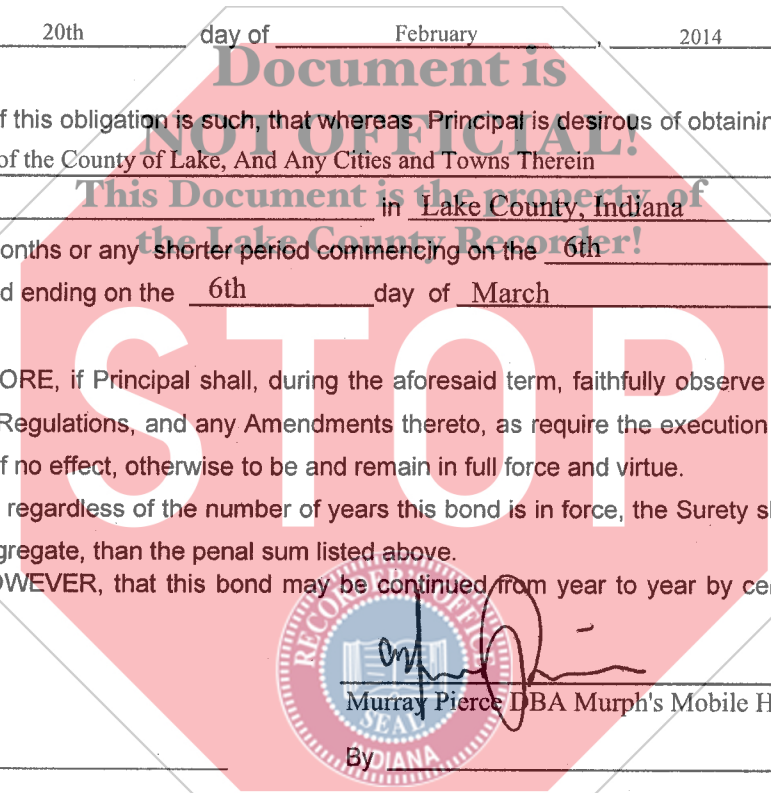 20th day of February, 2014
Document is
f this obligation is such, that whereas Principal is desirous of obtainin
NOT OFFICIAL!
of the County of Lake, And Any Cities and Towns Therein
This Document is the property of
in Lake County, Indiana
the Lake County Recorder!
onths or any shorter period commencing on the 6th
d ending on the 6th day of March
STOP
ORE, if Principal shall, during the aforesaid term, faithfully observe
Regulations, and any Amendments thereto, as require the execution
f no effect, otherwise to be and remain in full force and virtue.
regardless of the number of years this bond is in force, the Surety s
gregate, than the penal sum listed above.
OWEVER, that this bond may be continued from year to year by ce
RECORDER'S OFFICE
Murray Pierce DBA Murph's Mobile H
SEAL
INDIANA
By